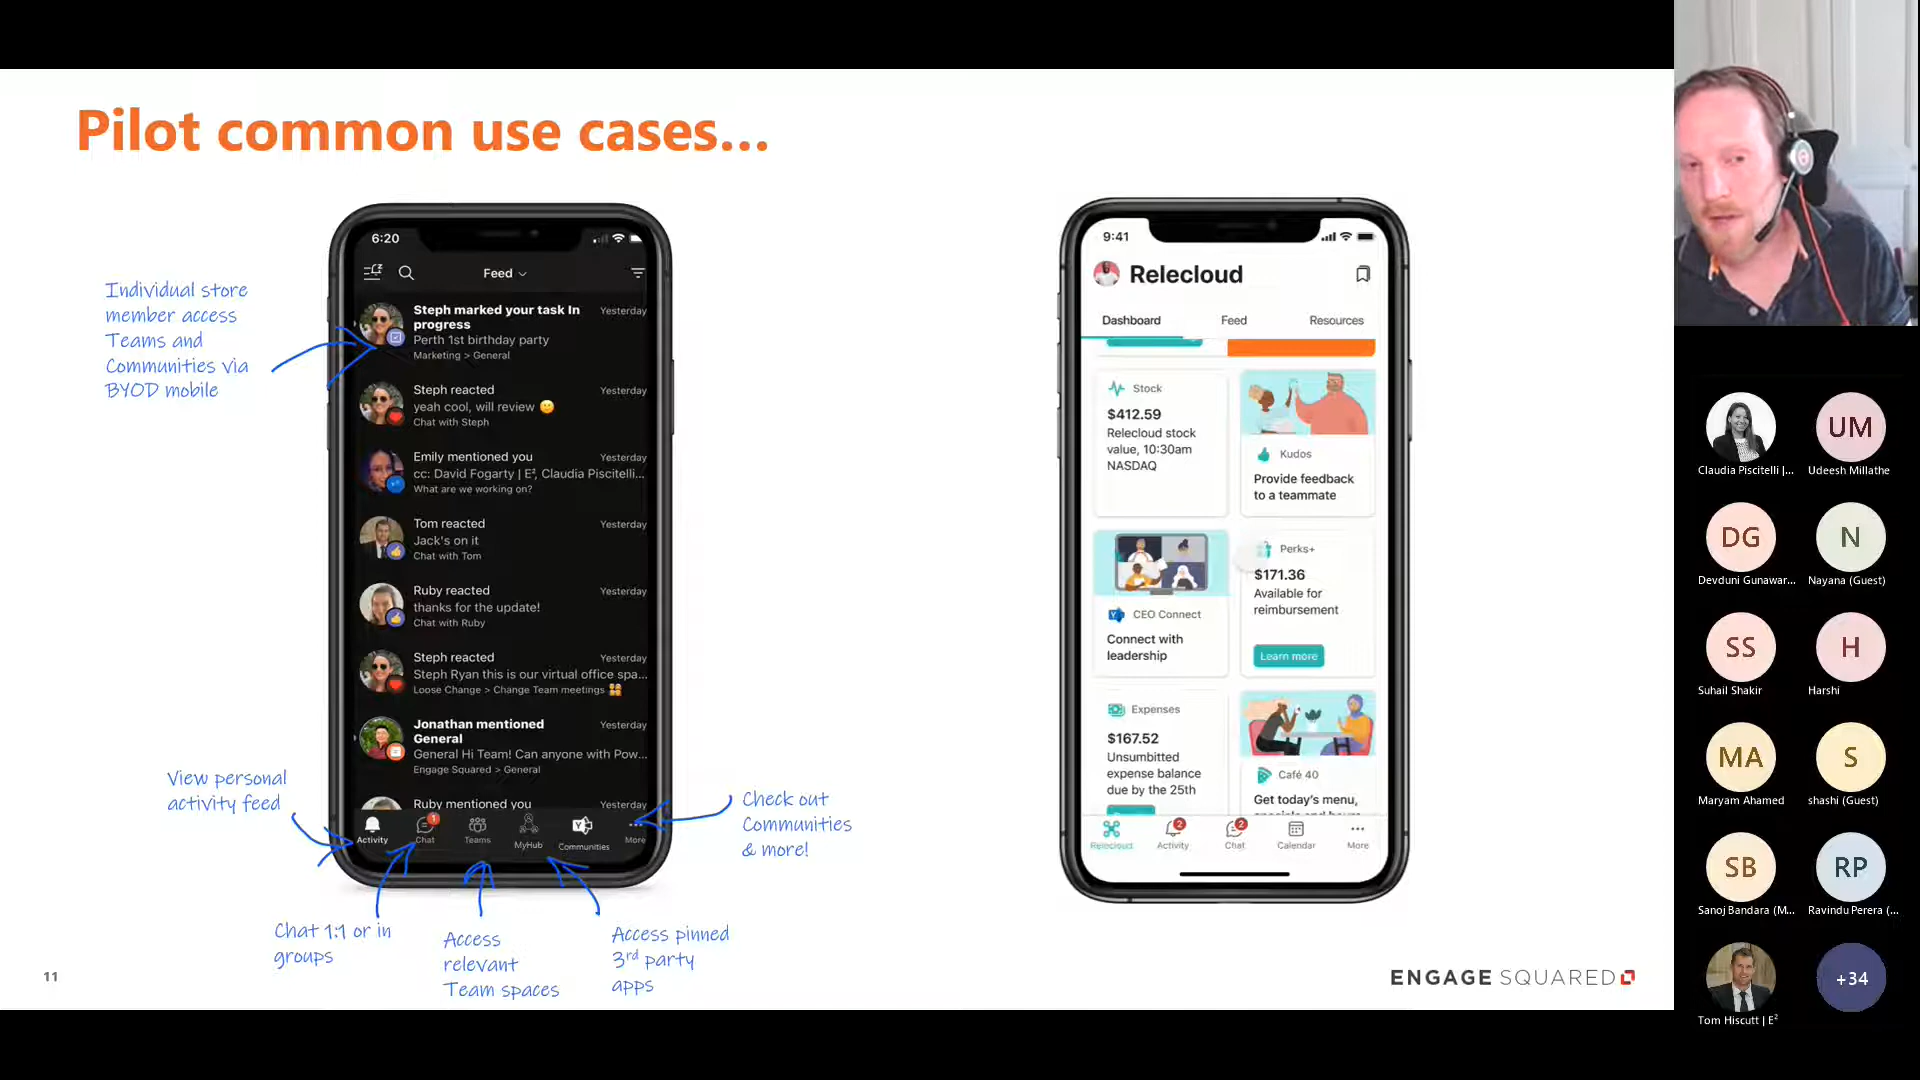 Pilot common use cases...
Individual store
member access
Teams and
Communities via
BYOD mobile
View personal
activity feed
Chat 1:1 or in
groups
Access
relevant
Team spaces
Access pinned
3rd party
apps
Check out
Communities
& more!
6:20
Feed
Steph marked your task In
progress
Yesterday
Perth 1st birthday party
Marketing > General
Steph reacted
Yesterday
yeah cool, will review 🙂
Chat with Steph
Emily mentioned you
Yesterday
cc: David Fogarty | E², Claudia Piscitelli...
What are we working on?
Tom reacted
Yesterday
Jack's on it
Chat with Tom
Ruby reacted
Yesterday
thanks for the update!
Chat with Ruby
Steph reacted
Yesterday
Steph Ryan this is our virtual office spa...
Loose Change > Change Team meetings
Jonathan mentioned
General
Yesterday
General Hi Team! Can anyone with Pow...
Engage Squared > General
Ruby mentioned you
Yesterday
1
Activity
Chat
Teams
MyHub
Communities
More
9:41
Relecloud
Dashboard
Feed
Resources
Stock
$412.59
Relecloud stock
value, 10:30am
NASDAQ
Kudos
Provide feedback
to a teammate
CEO Connect
Connect with
leadership
Perks+
$171.36
Available for
reimbursement
Learn more
Expenses
$167.52
Unsumbitted
expense balance
due by the 25th
Café 40
Get today's menu,
specials and hours
2
2
Relecloud
Activity
Chat
Calendar
More
11
ENGAGE SQUARED
Claudia Piscitelli |...
UM
Udeesh Millathe
DG
Devduni Gunawar...
N
Nayana (Guest)
SS
Suhail Shakir
H
Harshi
MA
Maryam Ahamed
S
shashi (Guest)
SB
Sanoj Bandara (M...
RP
Ravindu Perera (...
Tom Hiscutt | E²
+34